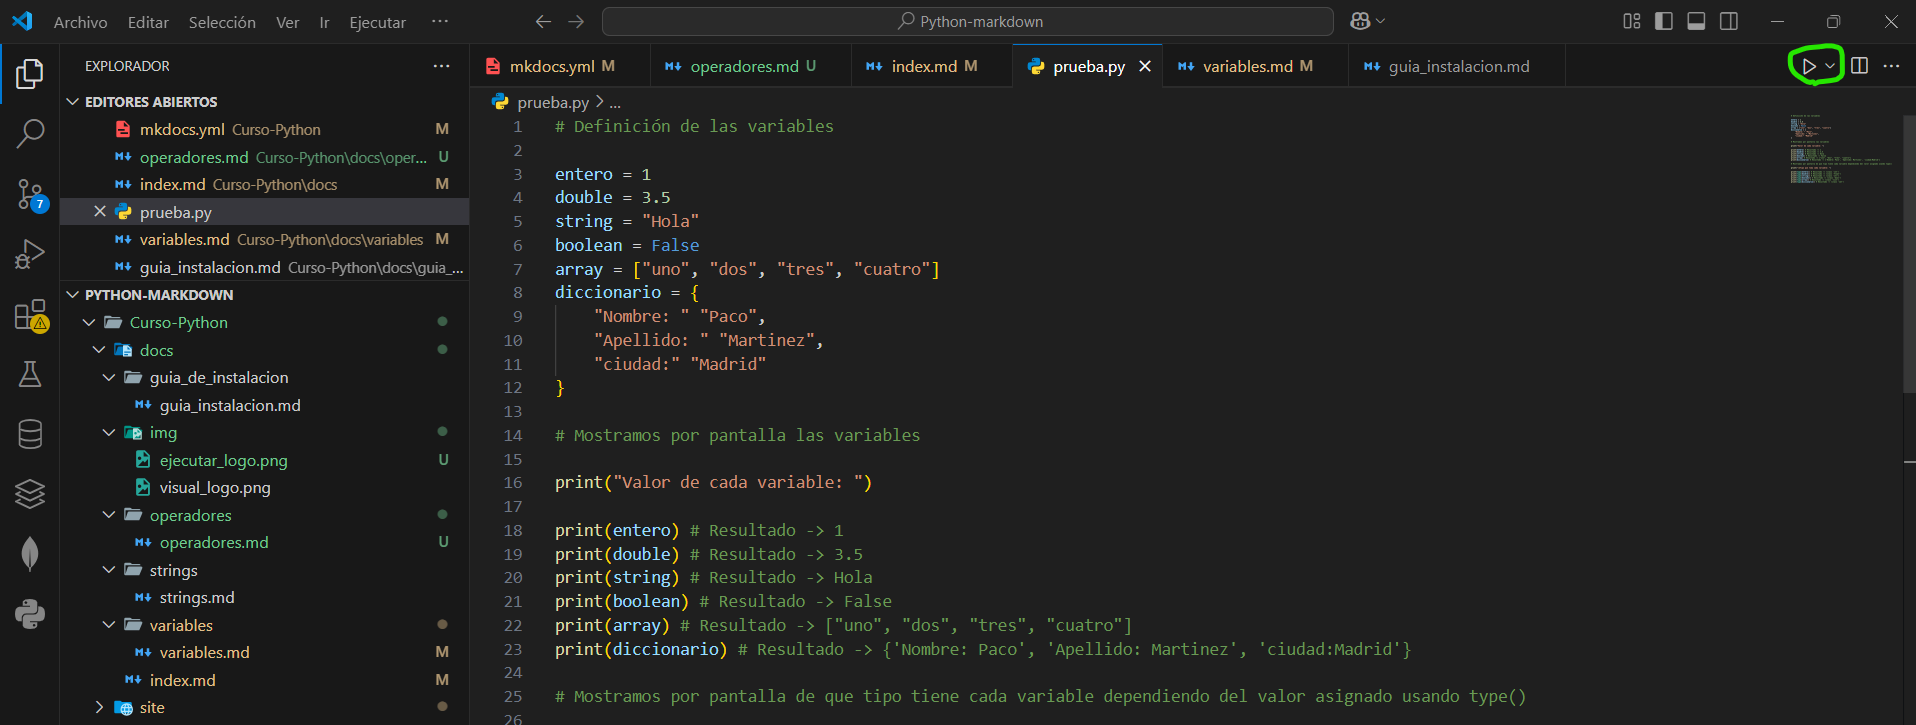 Archivo Editar Selección Ver Ir Ejecutar ···
Python-markdown
EXPLORADOR ···
EDITORES ABIERTOS
mkdocs.yml Curso-Python M
operadores.md Curso-Python\docs\oper... U
index.md Curso-Python\docs M
prueba.py
variables.md Curso-Python\docs\variables M
guia_instalacion.md Curso-Python\docs\guia_...
PYTHON-MARKDOWN
Curso-Python
docs
guia_de_instalacion
guia_instalacion.md
img
ejecutar_logo.png U
visual_logo.png
operadores
operadores.md U
strings
strings.md
variables
variables.md M
index.md M
site
7
mkdocs.yml M operadores.md U index.md M prueba.py variables.md M guia_instalacion.md ···
prueba.py > ...
1 # Definición de las variables
2
3 entero = 1
4 double = 3.5
5 string = "Hola"
6 boolean = False
7 array = ["uno", "dos", "tres", "cuatro"]
8 diccionario = {
9 "Nombre: " "Paco",
10 "Apellido: " "Martinez",
11 "ciudad:" "Madrid"
12 }
13
14 # Mostramos por pantalla las variables
15
16 print("Valor de cada variable: ")
17
18 print(entero) # Resultado -> 1
19 print(double) # Resultado -> 3.5
20 print(string) # Resultado -> Hola
21 print(boolean) # Resultado -> False
22 print(array) # Resultado -> ["uno", "dos", "tres", "cuatro"]
23 print(diccionario) # Resultado -> {'Nombre: Paco', 'Apellido: Martinez', 'ciudad:Madrid'}
24
25 # Mostramos por pantalla de que tipo tiene cada variable dependiendo del valor asignado usando type()
26